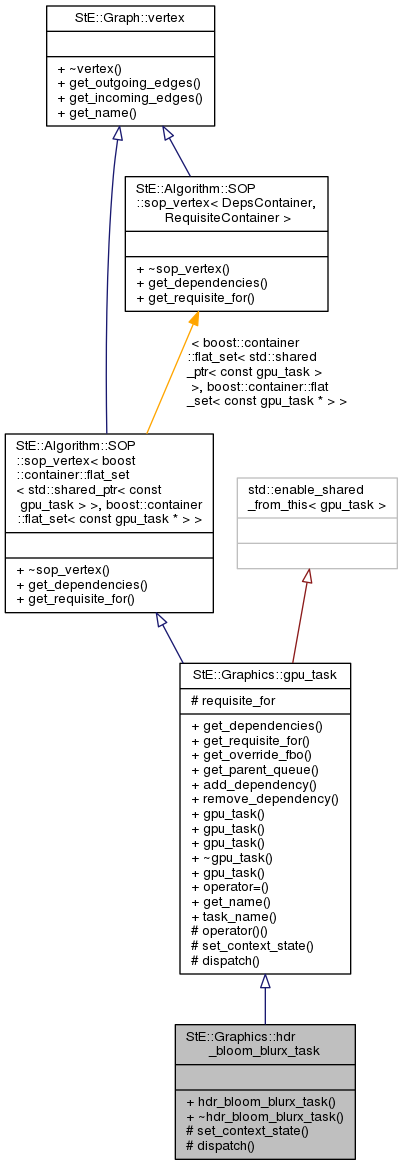 StE::Graph::vertex
+ ~vertex()
+ get_outgoing_edges()
+ get_incoming_edges()
+ get_name()
StE::Algorithm::SOP
::sop_vertex< DepsContainer,
RequisiteContainer >
+ ~sop_vertex()
+ get_dependencies()
+ get_requisite_for()
< boost::container
::flat_set< std::shared
_ptr< const gpu_task >
>, boost::container::flat
_set< const gpu_task * > >
StE::Algorithm::SOP
::sop_vertex< boost
::container::flat_set
< std::shared_ptr< const
gpu_task > >, boost::container
::flat_set< const gpu_task * > >
+ ~sop_vertex()
+ get_dependencies()
+ get_requisite_for()
std::enable_shared
_from_this< gpu_task >
StE::Graphics::gpu_task
# requisite_for
+ get_dependencies()
+ get_requisite_for()
+ get_override_fbo()
+ get_parent_queue()
+ add_dependency()
+ remove_dependency()
+ gpu_task()
+ gpu_task()
+ gpu_task()
+ ~gpu_task()
+ gpu_task()
+ operator=()
+ get_name()
+ task_name()
# operator()()
# set_context_state()
# dispatch()
StE::Graphics::hdr
_bloom_blurx_task
+ hdr_bloom_blurx_task()
+ ~hdr_bloom_blurx_task()
# set_context_state()
# dispatch()